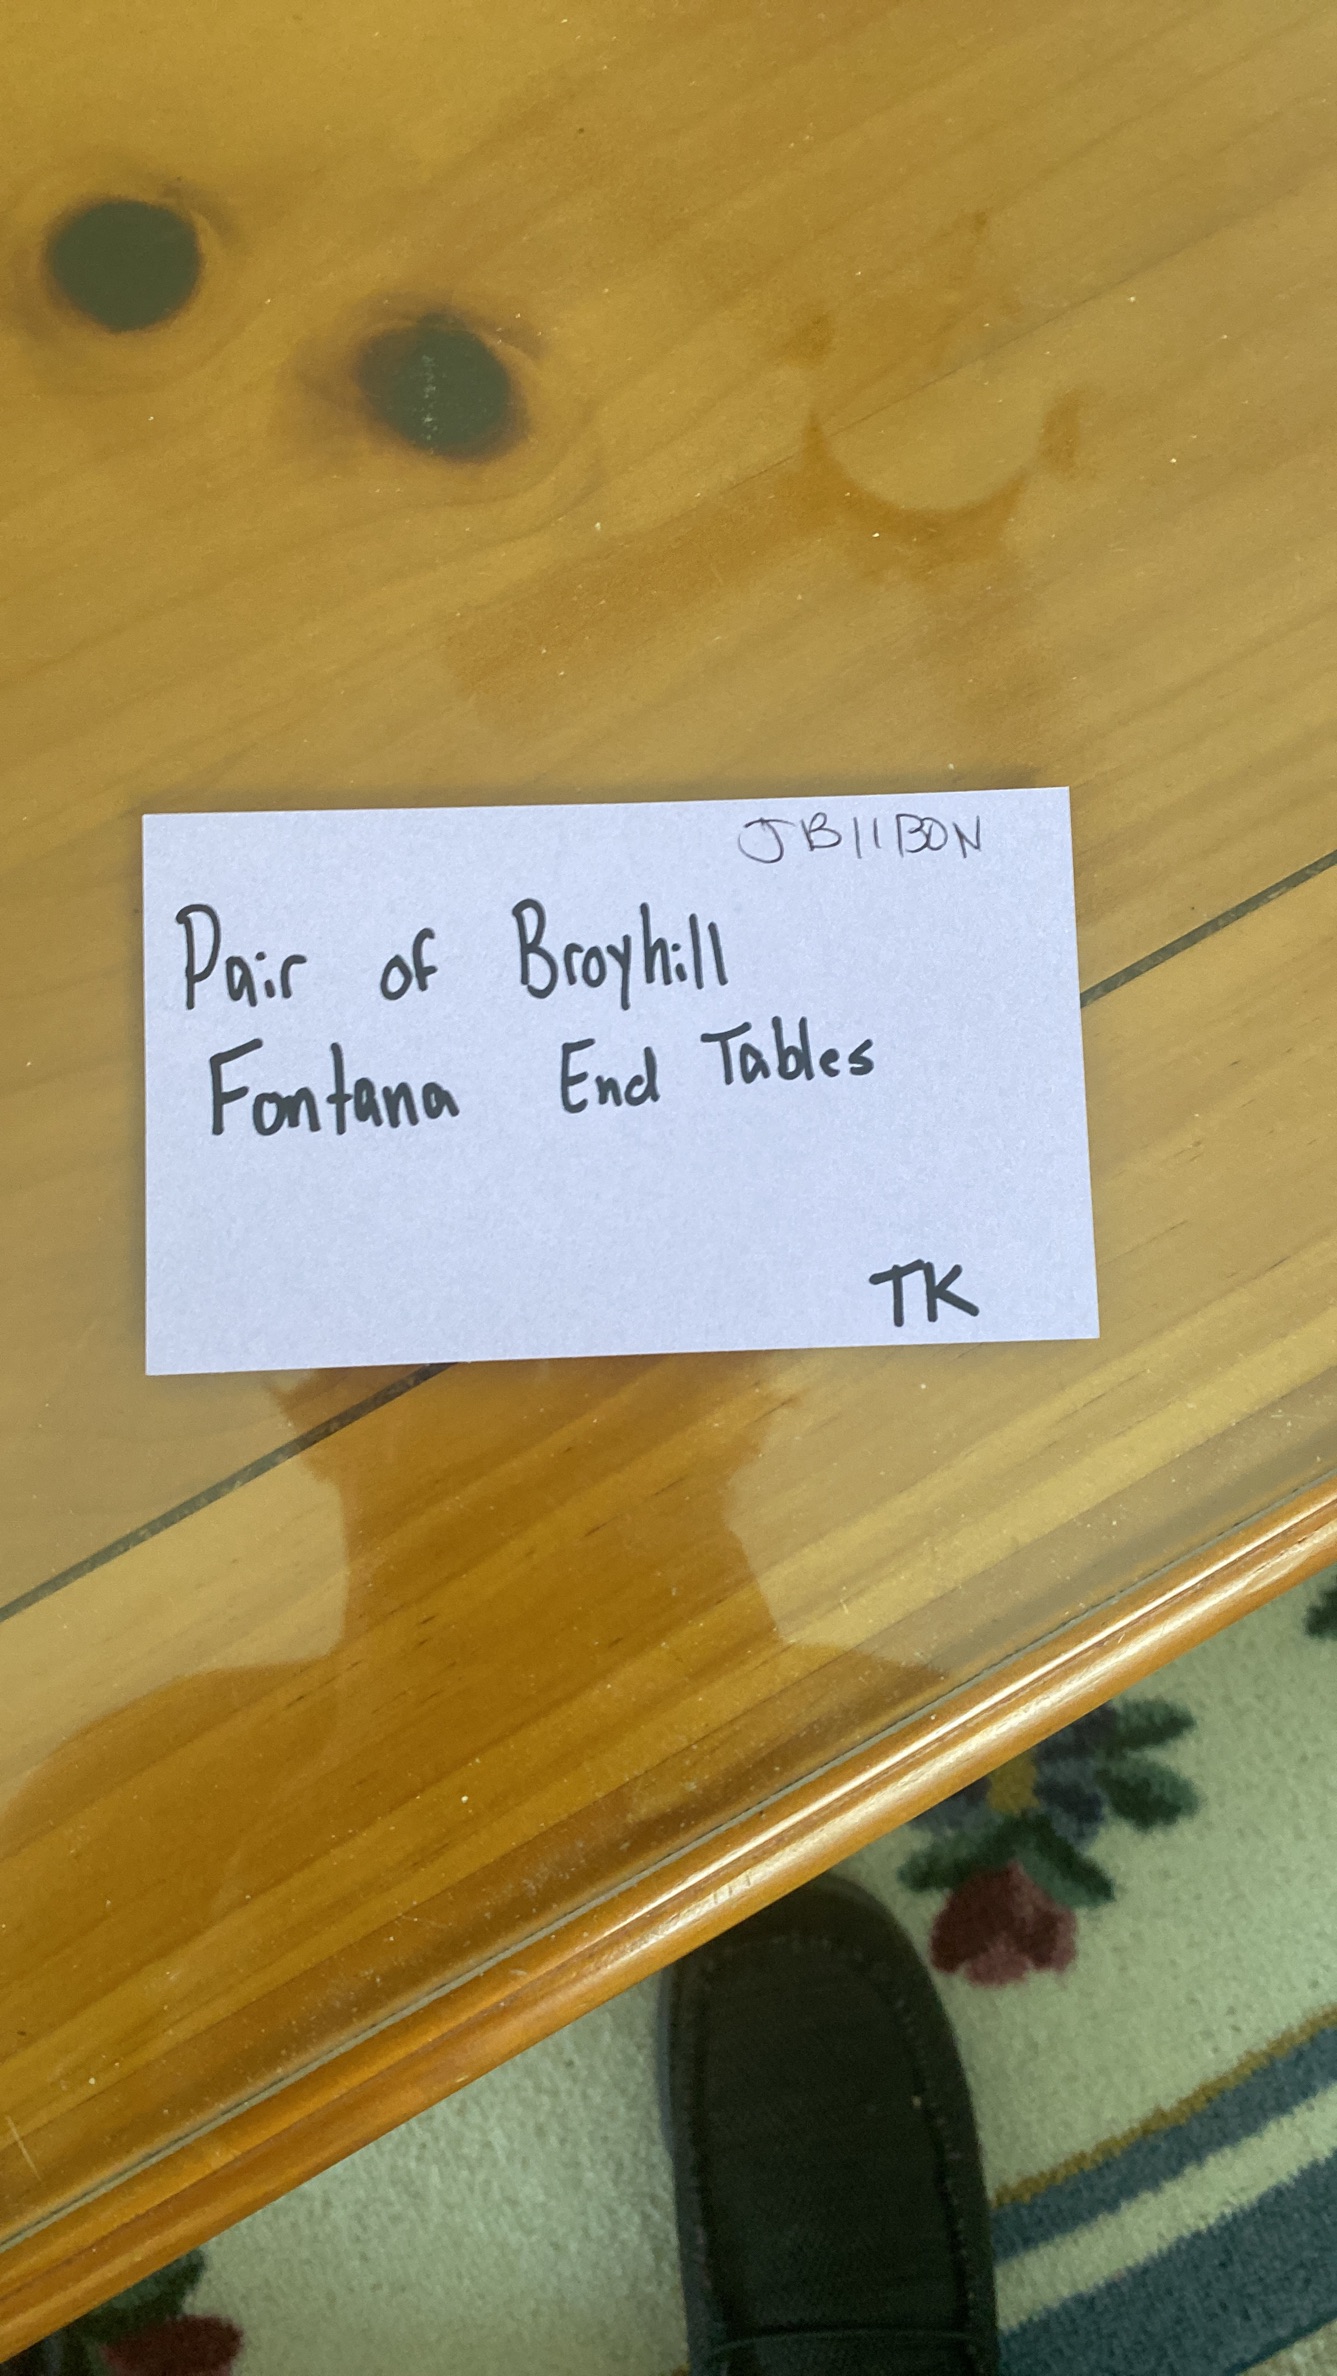 JB11BON
Pair of Broyhill
Fontana End Tables
TK